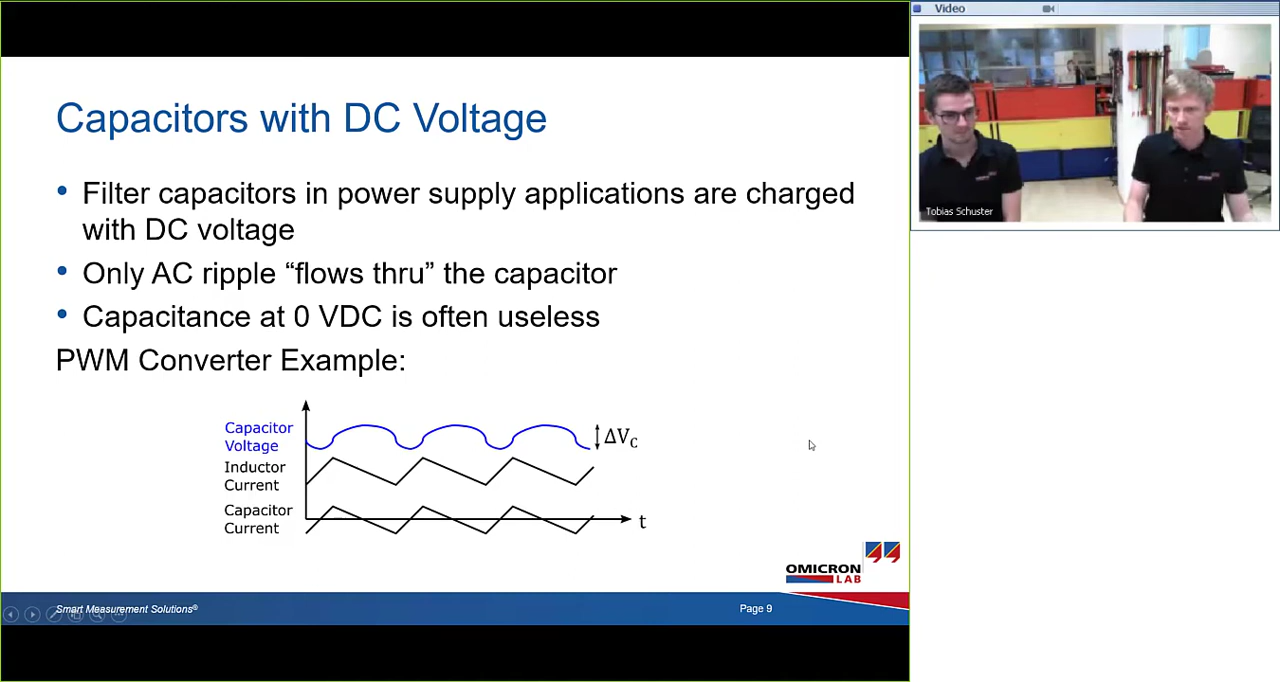 Video
Tobias Schuster
Capacitors with DC Voltage
• Filter capacitors in power supply applications are charged
with DC voltage
• Only AC ripple “flows thru” the capacitor
• Capacitance at 0 VDC is often useless
PWM Converter Example:
Capacitor
Voltage
ΔVC
Inductor
Current
Capacitor
Current
t
OMICRON
LAB
Smart Measurement Solutions®
Page 9